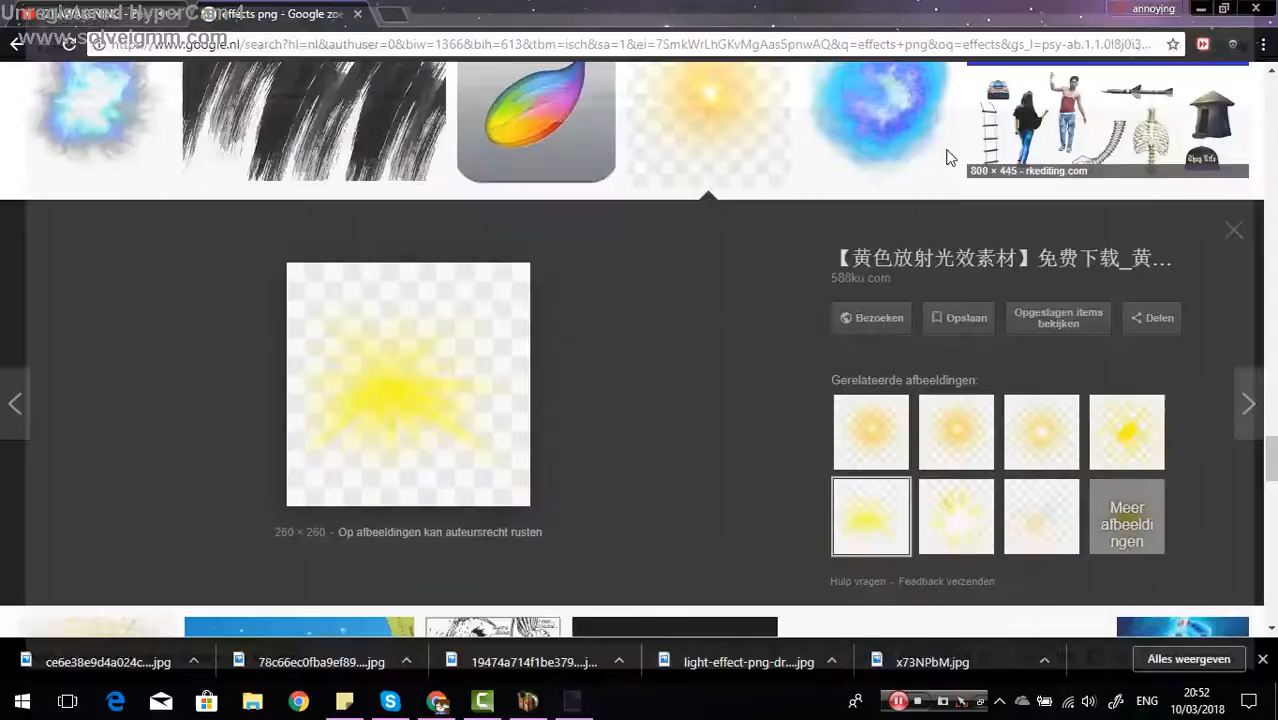 Unregistered HyperCam 4
www.solveigmm.com
effects png - Google zoe
annoying
https://www.google.nl/search?hl=nl&authuser=0&biw=1366&bih=613&tbm=isch&sa=1&ei=7SmkWrLhGKvMgAas5pnwAQ&q=effects+png&oq=effects&gs_l=psy-ab.1.1.0l8j0i3...
Thug Life
800 × 445 - rkediting.com
【黄色放射光效素材】免费下载_黄...
588ku.com
Bezoeken
Opslaan
Opgeslagen items bekijken
Delen
Gerelateerde afbeeldingen:
Meer
afbeeldi
ngen
260 × 260 - Op afbeeldingen kan auteursrecht rusten
Hulp vragen - Feedback verzenden
ce6e38e9d4a024c....jpg
78c66ec0fba9ef89....jpg
19474a714f1be379....j...
light-effect-png-dr....jpg
x73NPbM.jpg
Alles weergeven
ENG
20:52
10/03/2018